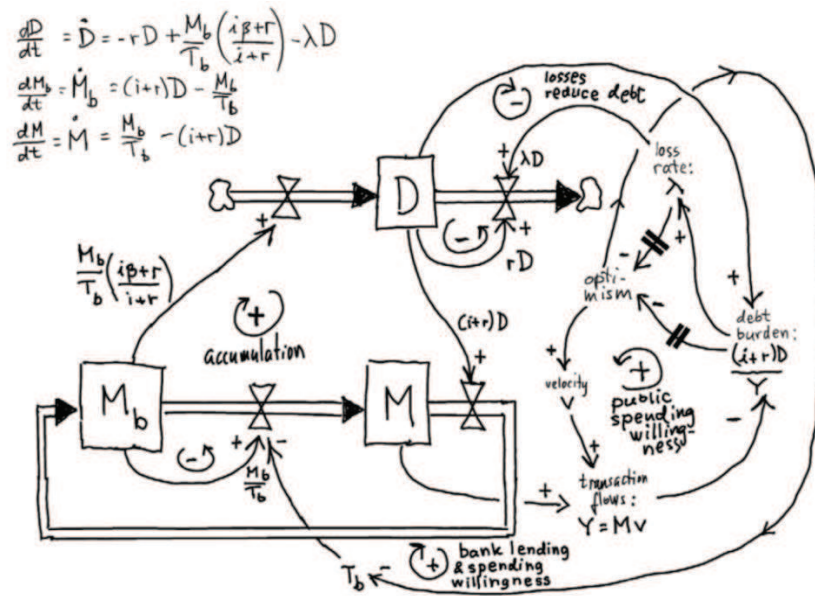 dD/dt = Ḋ = -rD + M_b/T_b (iβ+r / i+r) - λD
dM_b/dt = Ṁ_b = (i+r)D - M_b/T_b
dM/dt = Ṁ = M_b/T_b - (i+r)D
-
losses
reduce debt
+
λD
loss
rate:
λ
D
+
-
+
rD
-
+
+
M_b/T_b (iβ+r / i+r)
opti-
mism
-
debt
burden:
(i+r)D
Y
+
accumulation
(i+r)D
+
+
velocity
v
+
public
spending
willing-
ness
-
M_b
M
-
+
-
M_b/T_b
+
+
transaction
flows:
Y=Mv
+
bank lending
& spending
willingness
T_b
-